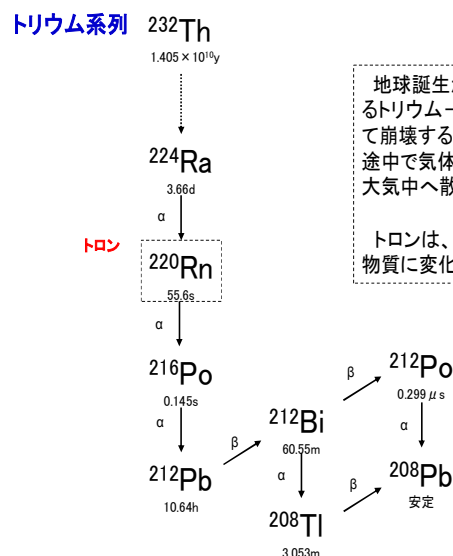 トリウム系列
²³²Th
1.405×10¹⁰y
²²⁴Ra
3.66d
α
トロン
²²⁰Rn
55.6s
α
²¹⁶Po
0.145s
α
²¹²Pb
10.64h
β
²¹²Bi
60.55m
β
²¹²Po
0.299μs
α
α
²⁰⁸Tl
3.053m
β
²⁰⁸Pb
安定
地球誕生
るトリウム
て崩壊する
途中で気体
大気中へ散
トロンは、
物質に変化